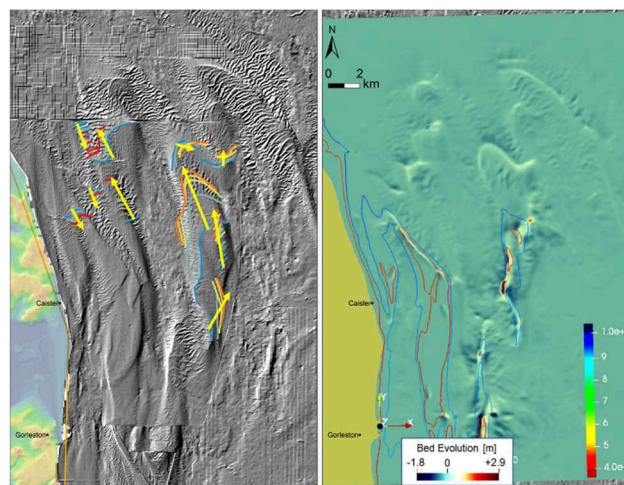 Caister
Gorleston
N
0 2
km
Caister
Gorleston
Y
X
Bed Evolution [m]
-1.8 0 +2.9
0
1.0e+
9
8
7
6
5
4.0e